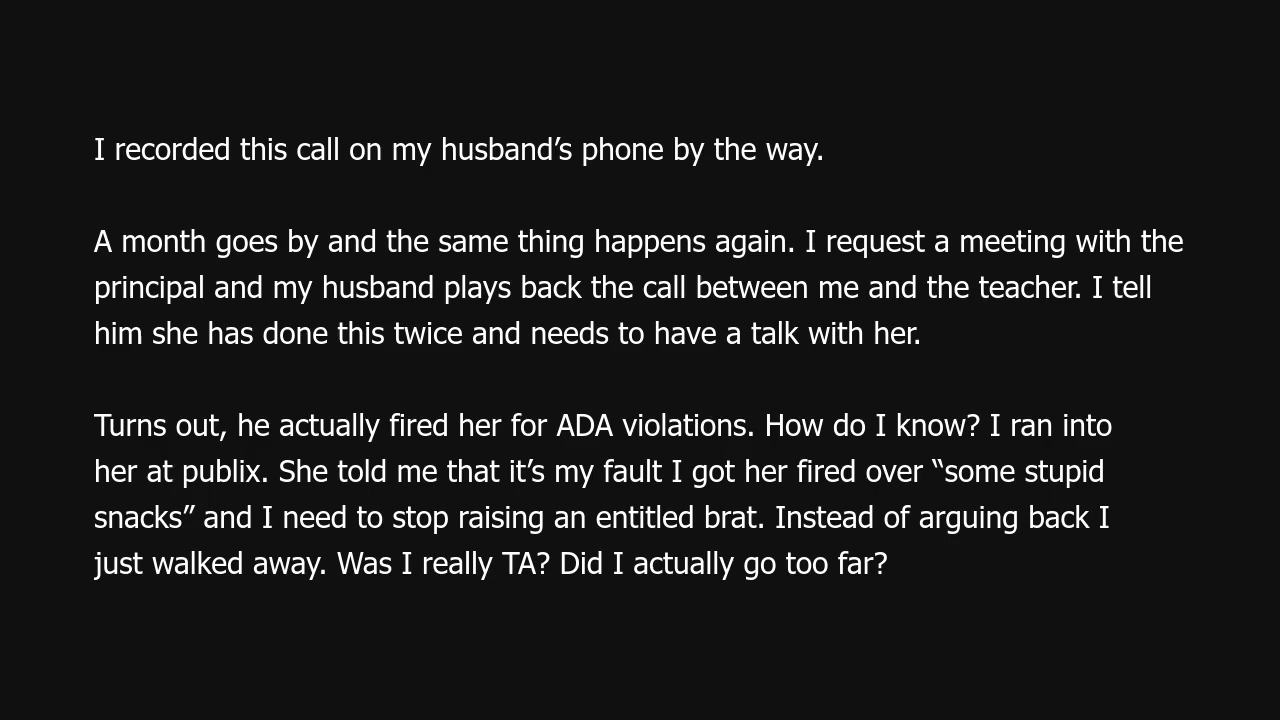 I recorded this call on my husband’s phone by the way.
A month goes by and the same thing happens again. I request a meeting with the
principal and my husband plays back the call between me and the teacher. I tell
him she has done this twice and needs to have a talk with her.
Turns out, he actually fired her for ADA violations. How do I know? I ran into
her at publix. She told me that it’s my fault I got her fired over “some stupid
snacks” and I need to stop raising an entitled brat. Instead of arguing back I
just walked away. Was I really TA? Did I actually go too far?